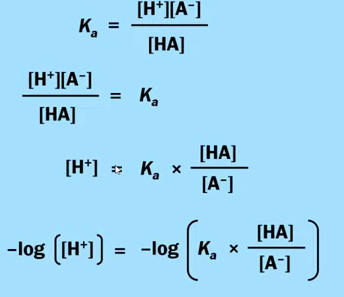 Kₐ = [H⁺][A⁻] / [HA]
[H⁺][A⁻] / [HA] = Kₐ
[H⁺] = Kₐ × [HA] / [A⁻]
–log ([H⁺]) = –log (Kₐ × [HA] / [A⁻])